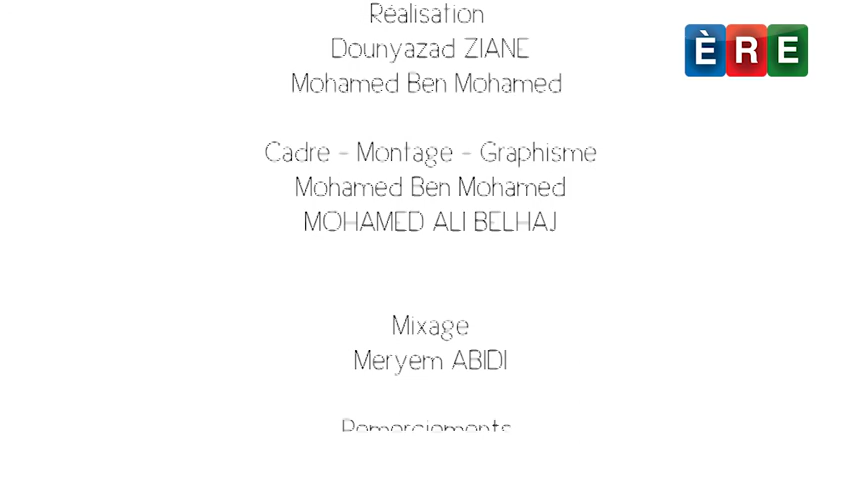 Réalisation
Dounyazad ZIANE
Mohamed Ben Mohamed
Cadre - Montage - Graphisme
Mohamed Ben Mohamed
MOHAMED ALI BELHAJ
Mixage
Meryem ABIDI
Remerciements
ÈRE